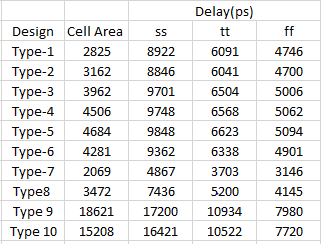 Delay(ps)
Design Cell Area ss tt ff
Type-1 2825 8922 6091 4746
Type-2 3162 8846 6041 4700
Type-3 3962 9701 6504 5006
Type-4 4506 9748 6568 5062
Type-5 4684 9848 6623 5094
Type-6 4281 9362 6338 4901
Type-7 2069 4867 3703 3146
Type8 3472 7436 5200 4145
Type 9 18621 17200 10934 7980
Type 10 15208 16421 10522 7720